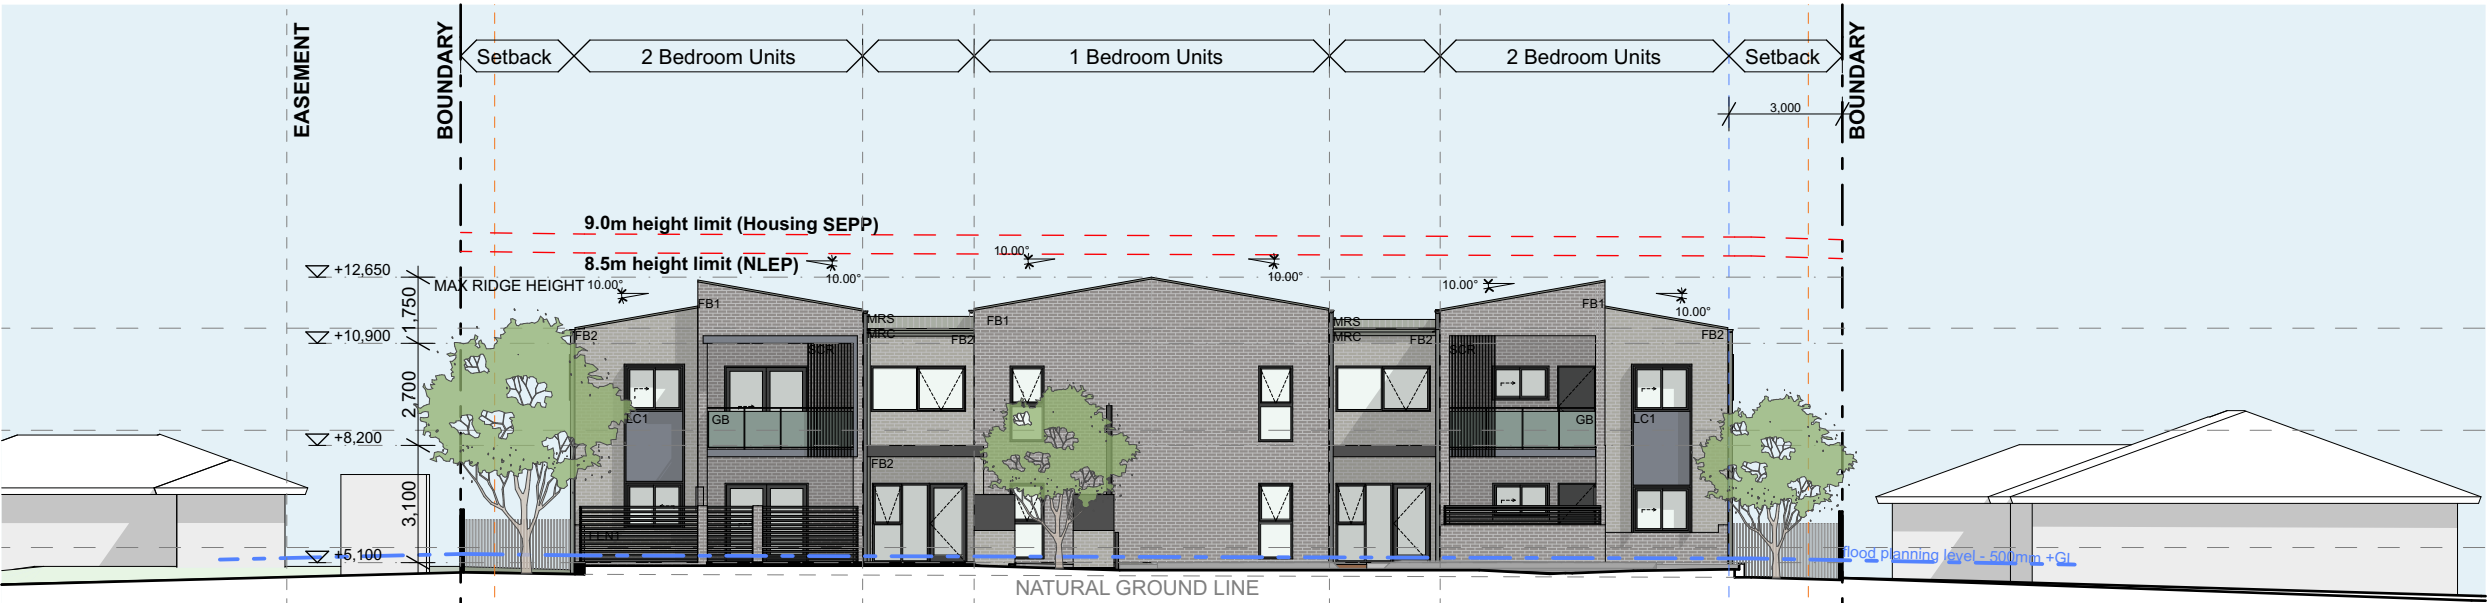 EASEMENT
BOUNDARY
Setback
2 Bedroom Units
1 Bedroom Units
2 Bedroom Units
Setback
BOUNDARY
3,000
9.0m height limit (Housing SEPP)
8.5m height limit (NLEP)
10.00°
10.00°
10.00°
10.00°
10.00°
10.00°
+12,650
MAX RIDGE HEIGHT
1,750
+10,900
2,700
+8,200
3,100
+5,100
FB2
FB1
SCR
LC1
GB
FEN1
MRS
MRC
FB2
FB2
FB1
MRS
MRC
FB2
SCR
GB
FB1
LC1
FB2
flood planning level - 500mm +GL
NATURAL GROUND LINE